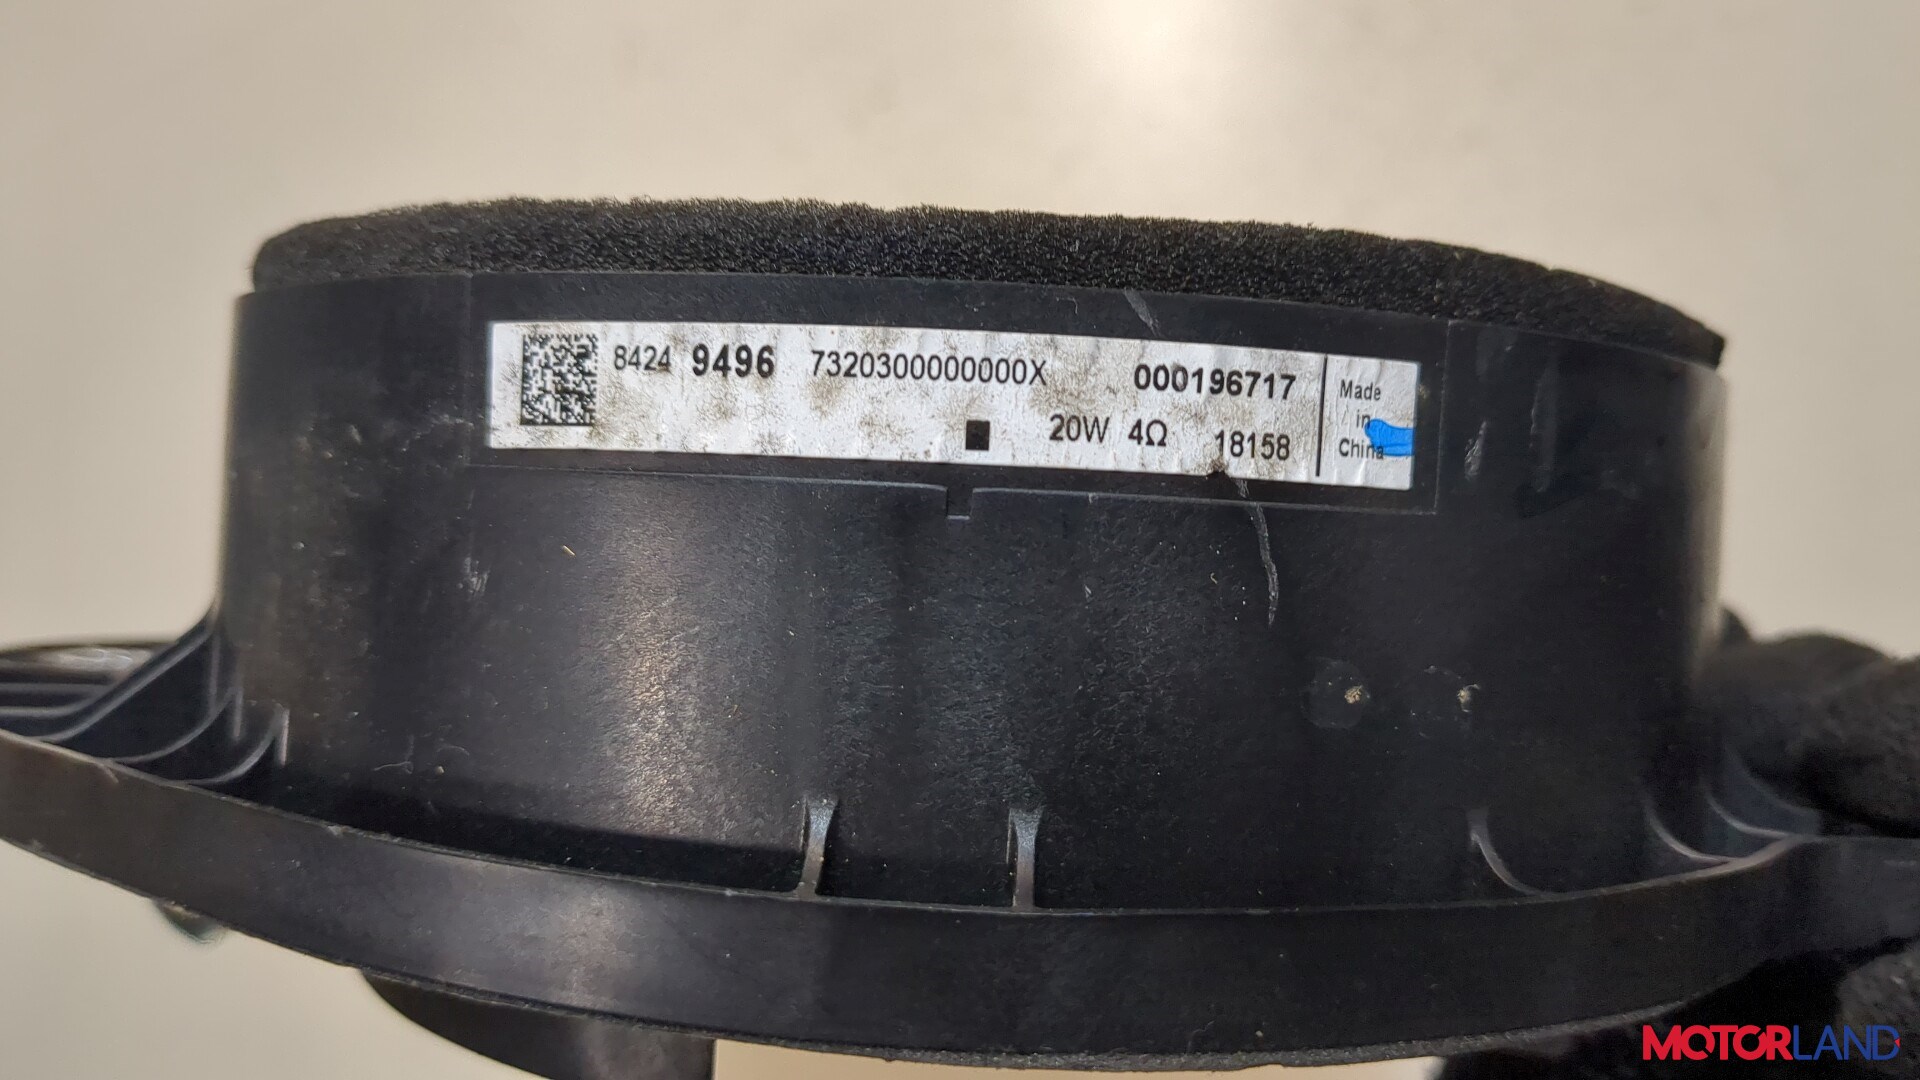 8424 9496 7320300000000X 000196717
20W 4Ω 18158
Made
in
China
MOTORLAND